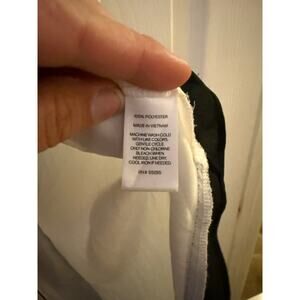 100% POLYESTER
MADE IN VIETNAM
MACHINE WASH COLD
WITH LIKE COLORS.
GENTLE CYCLE.
ONLY NON-CHLORINE
BLEACH WHEN
NEEDED. LINE DRY.
COOL IRON IF NEEDED.